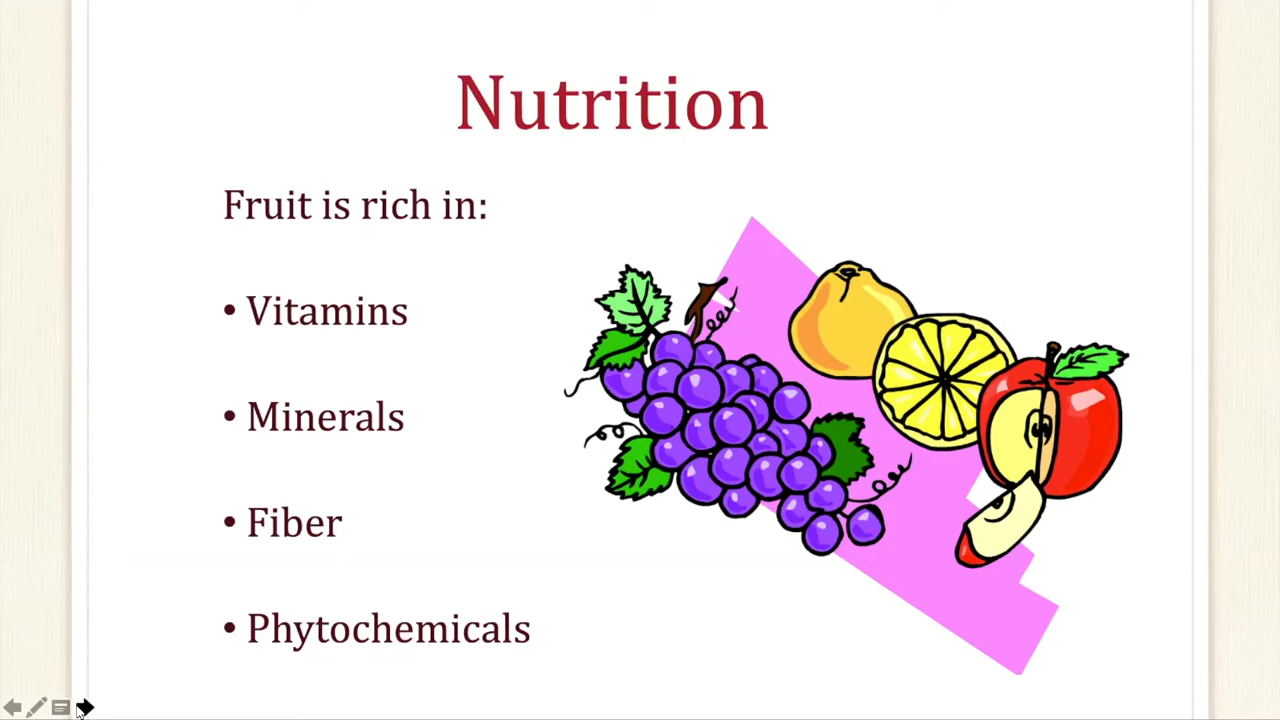 Nutrition
Fruit is rich in:
• Vitamins
• Minerals
• Fiber
• Phytochemicals